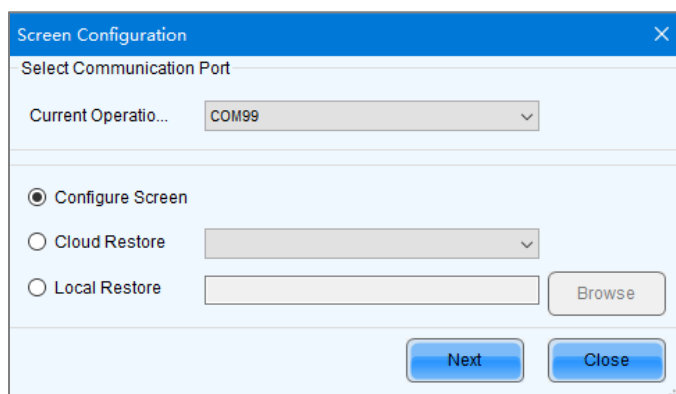 Screen Configuration
Select Communication Port
Current Operatio... COM99
Configure Screen
Cloud Restore
Local Restore Browse
Next Close